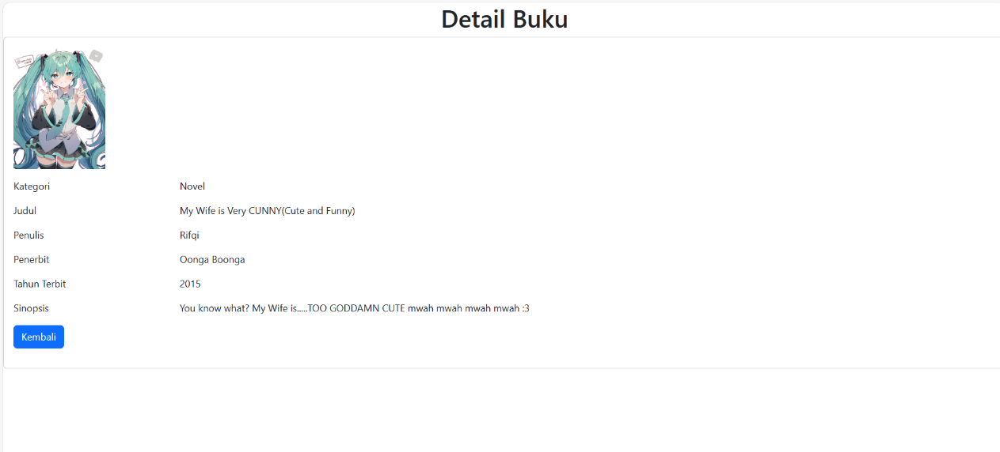 Detail Buku
Kategori Novel
Judul My Wife is Very CUNNY(Cute and Funny)
Penulis Rifqi
Penerbit Oonga Boonga
Tahun Terbit 2015
Sinopsis You know what? My Wife is.....TOO GODDAMN CUTE mwah mwah mwah mwah :3
Kembali